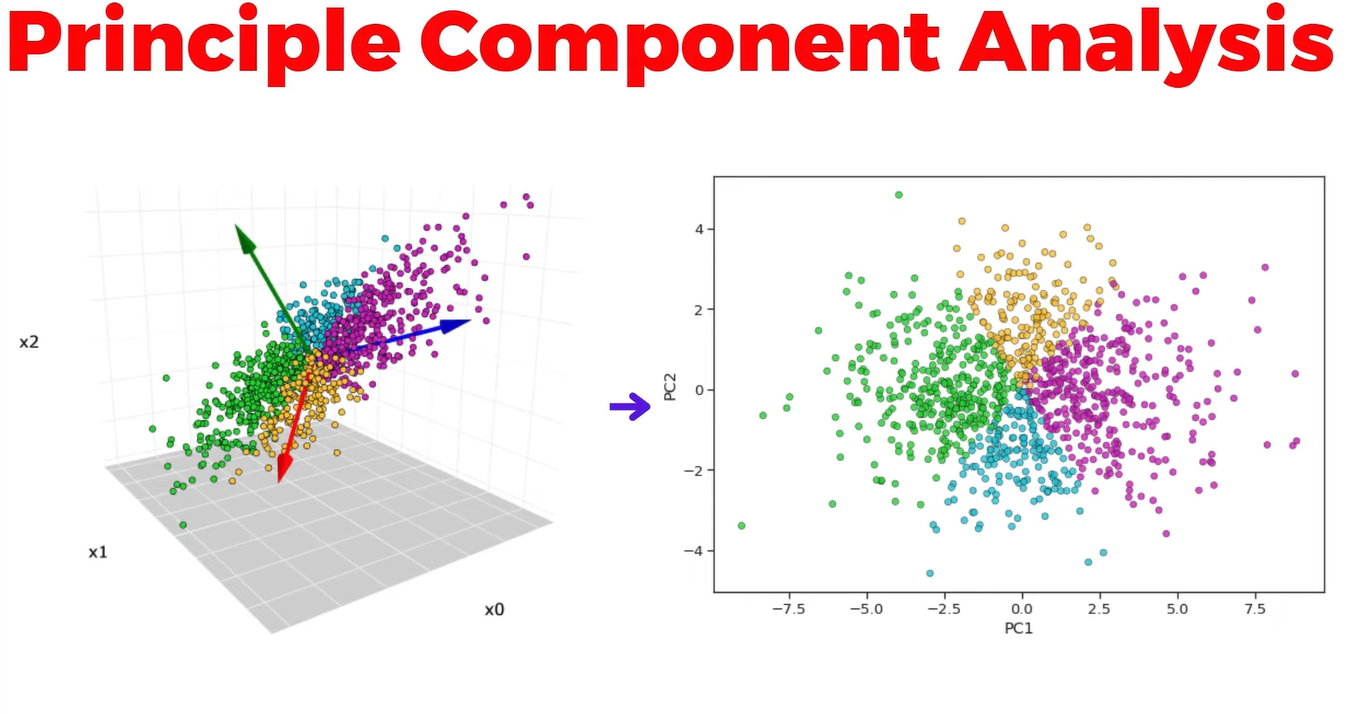 Principle Component Analysis
x2
x1
x0
4
2
0
−2
−4
PC2
−7.5 −5.0 −2.5 0.0 2.5 5.0 7.5
PC1